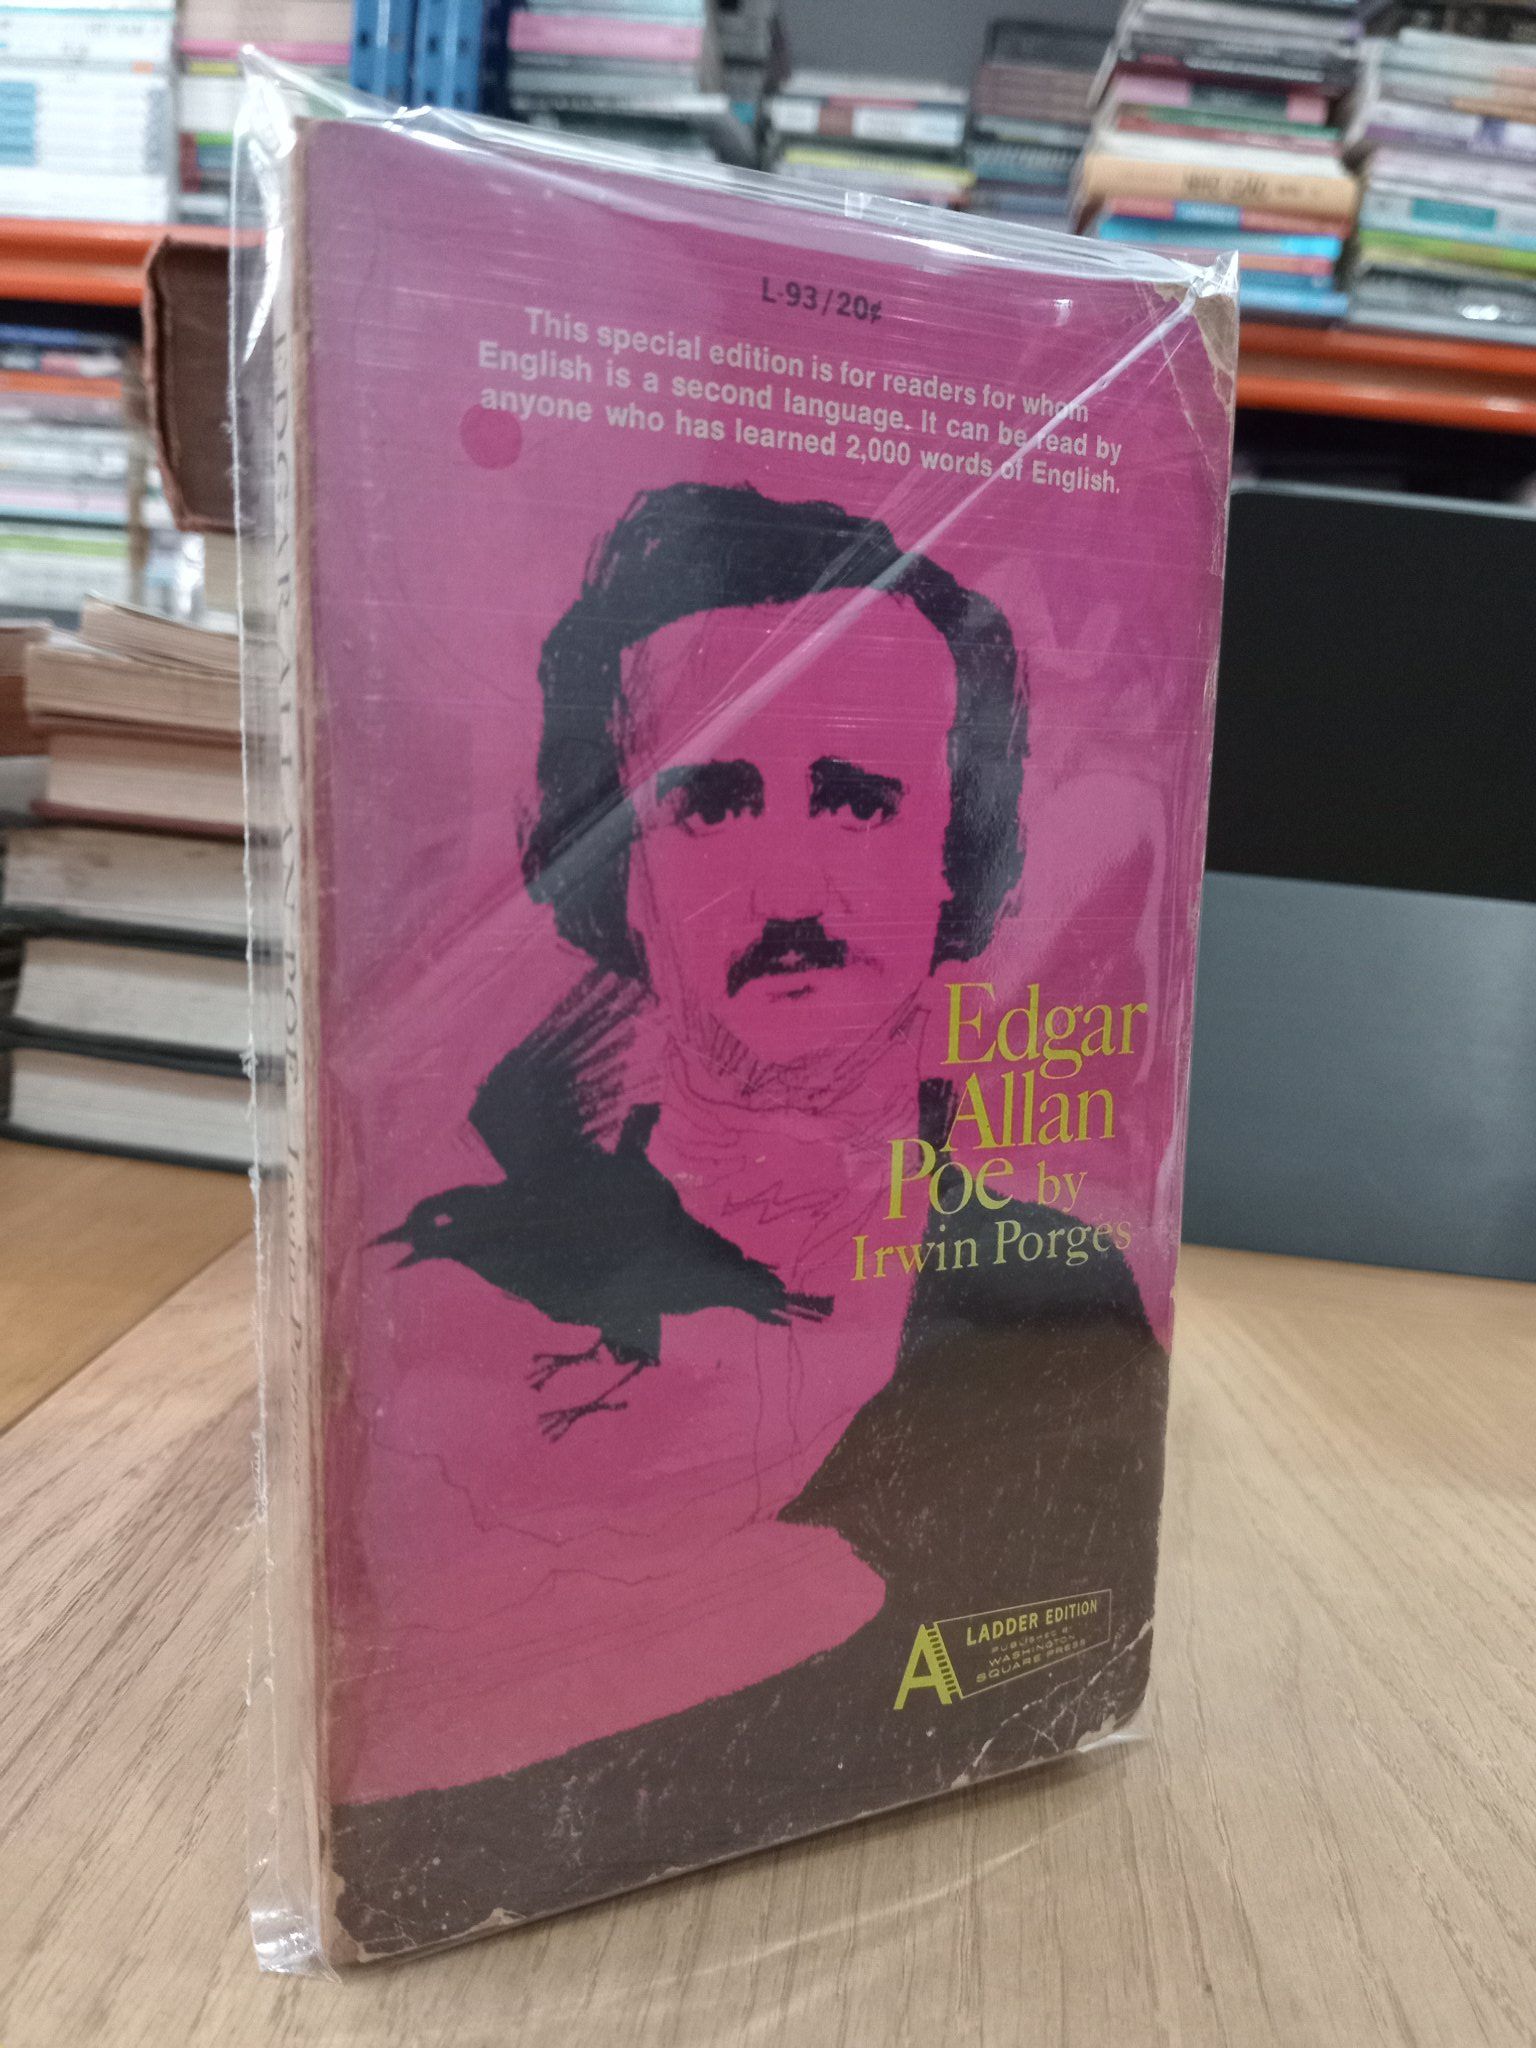 L-93/20¢
This special edition is for readers for whom
English is a second language. It can be read by
anyone who has learned 2,000 words of English.
Edgar
Allan
Poe by
Irwin Porges
LADDER EDITION
PUBLISHED BY
WASHINGTON
SQUARE PRESS
EDGAR ALLAN POE Irwin Porges